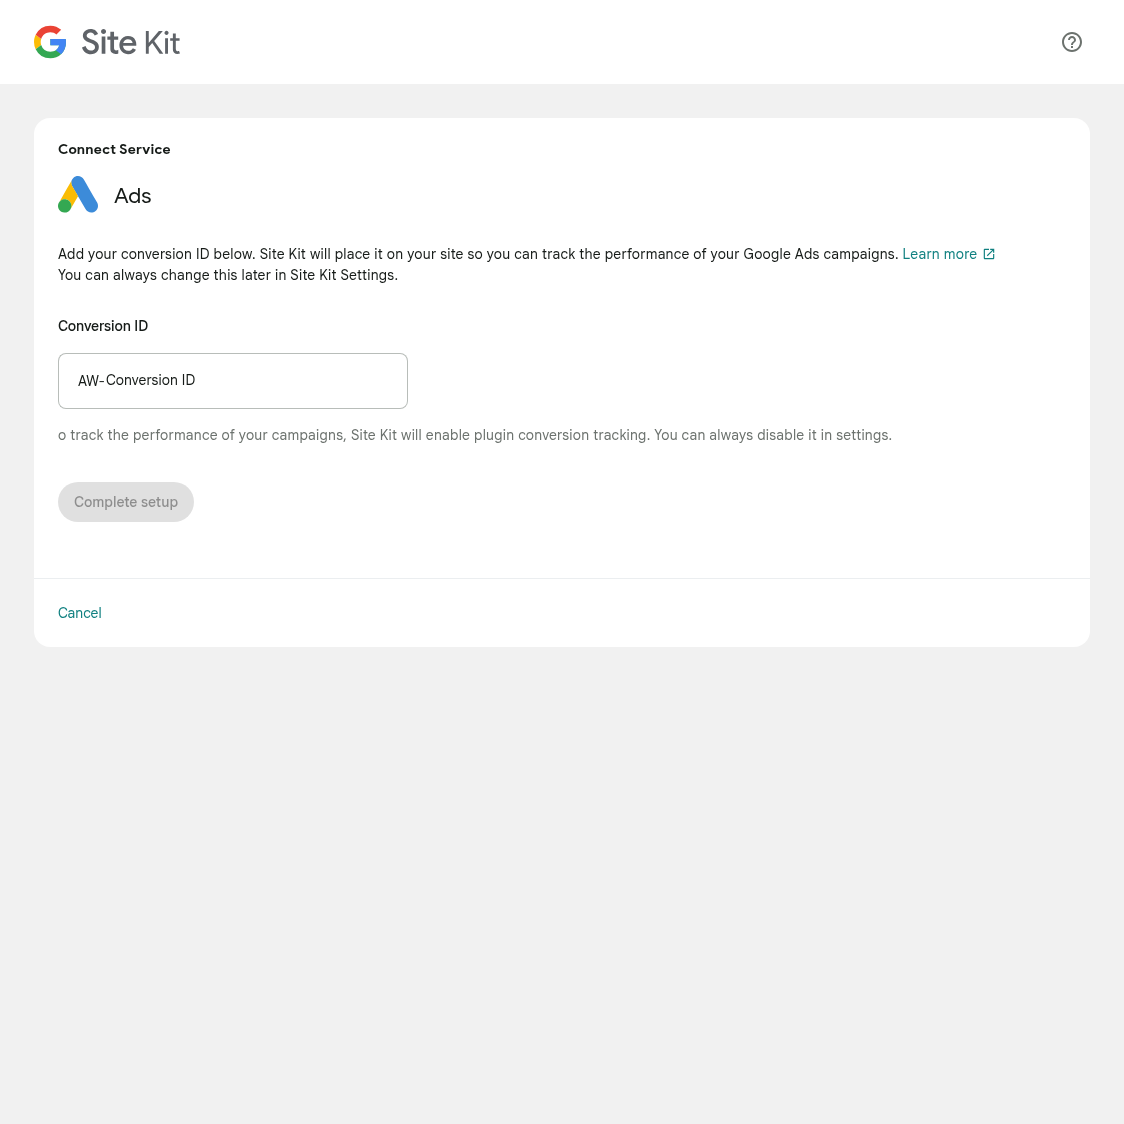 Site Kit
Connect Service
Ads
Add your conversion ID below. Site Kit will place it on your site so you can track the performance of your Google Ads campaigns. Learn more
You can always change this later in Site Kit Settings.
Conversion ID
AW-Conversion ID
o track the performance of your campaigns, Site Kit will enable plugin conversion tracking. You can always disable it in settings.
Complete setup
Cancel